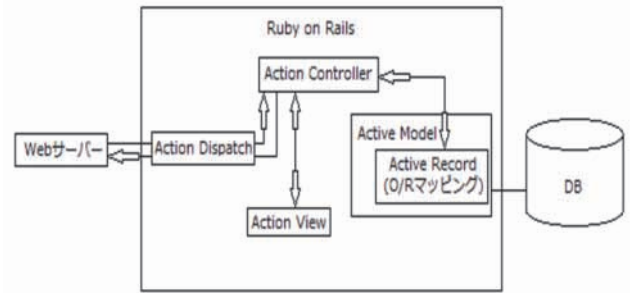 Ruby on Rails
Action Controller
Webサーバー
Action Dispatch
Active Model
Active Record
(O/Rマッピング)
DB
Action View